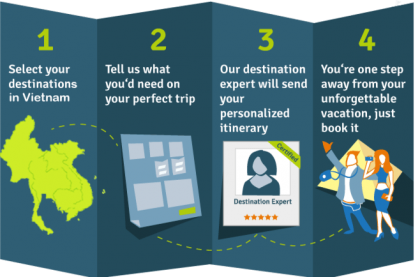 1
Select your
destinations
in Vietnam
2
Tell us what
you'd need on
your perfect trip
3
Our destination
expert will send
your
personalized
itinerary
Certified
Destination Expert
4
You're one step
away from your
unforgettable
vacation, just
book it